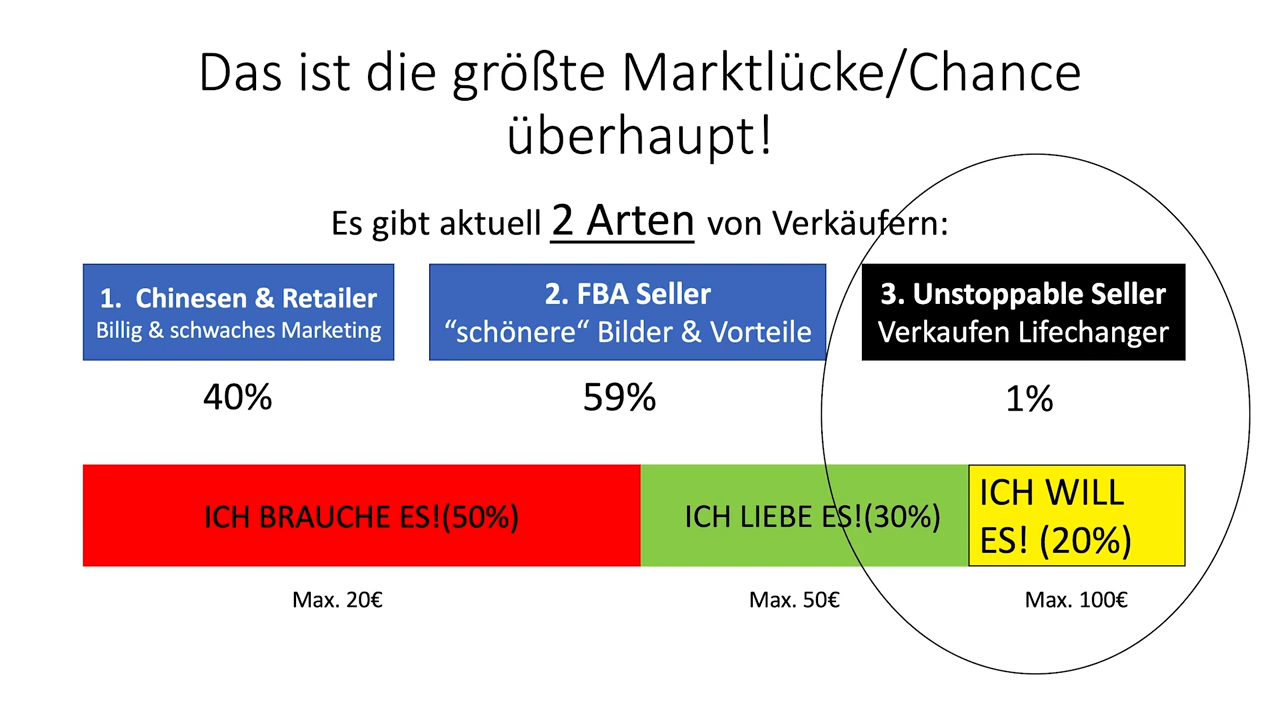 Das ist die größte Marktlücke/Chance
überhaupt!
Es gibt aktuell 2 Arten von Verkäufern:
1. Chinesen & Retailer
Billig & schwaches Marketing
40%
2. FBA Seller
“schönere“ Bilder & Vorteile
59%
3. Unstoppable Seller
Verkaufen Lifechanger
1%
ICH BRAUCHE ES!(50%)
Max. 20€
ICH LIEBE ES!(30%)
Max. 50€
ICH WILL
ES! (20%)
Max. 100€